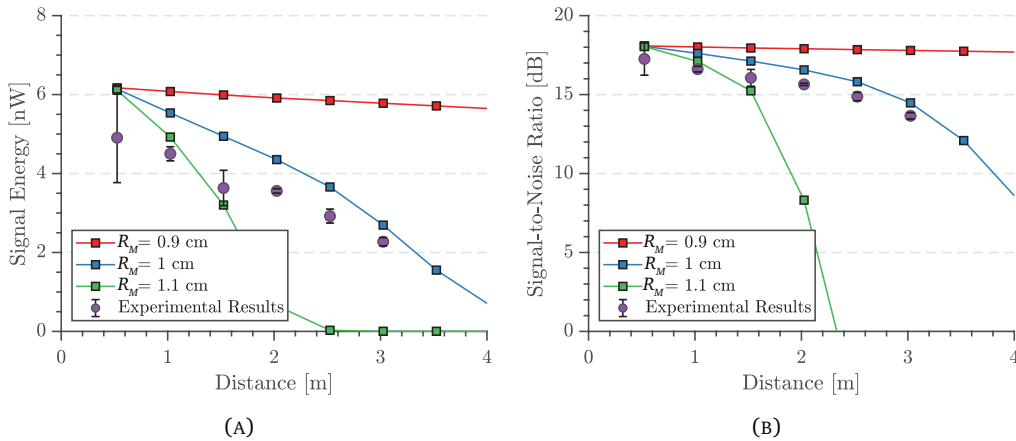 8
6
4
2
0
0
1
2
3
4
Signal Energy [nW]
Distance [m]
R_M = 0.9 cm
R_M = 1 cm
R_M = 1.1 cm
Experimental Results
(A)
20
15
10
5
0
0
1
2
3
4
Signal-to-Noise Ratio [dB]
Distance [m]
R_M = 0.9 cm
R_M = 1 cm
R_M = 1.1 cm
Experimental Results
(B)